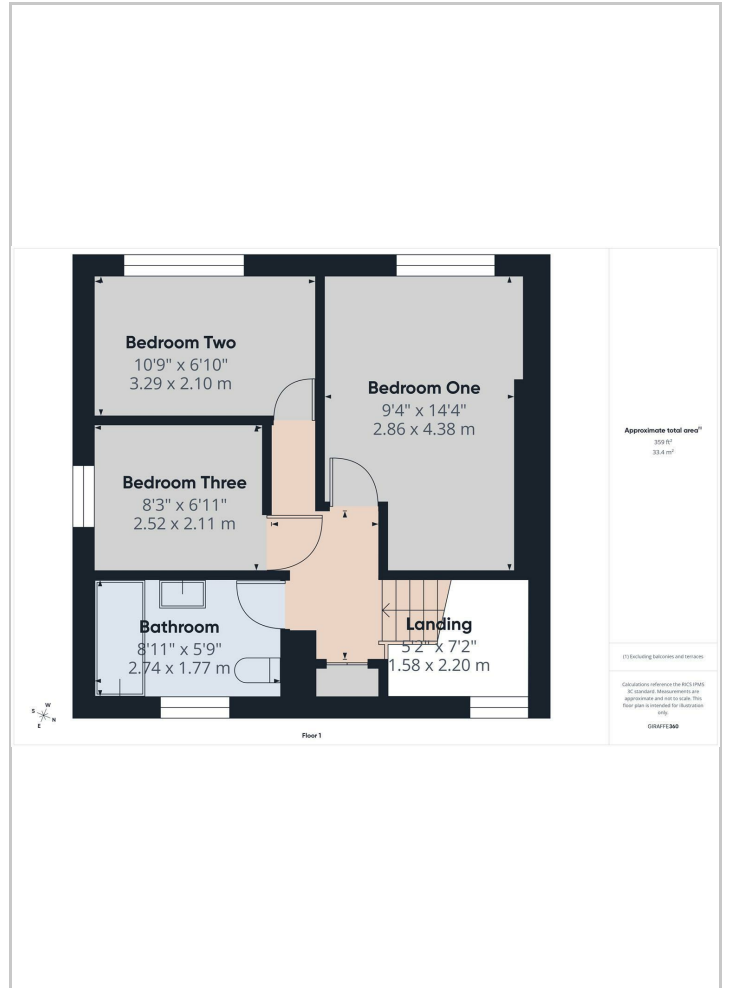 Bedroom Two
10'9" x 6'10"
3.29 x 2.10 m
Bedroom One
9'4" x 14'4"
2.86 x 4.38 m
Bedroom Three
8'3" x 6'11"
2.52 x 2.11 m
Bathroom
8'11" x 5'9"
2.74 x 1.77 m
Landing
5'2" x 7'2"
1.58 x 2.20 m
S W N E
Floor 1
Approximate total area(1)
359 ft²
33.4 m²
(1) Excluding balconies and terraces
Calculations reference the RICS IPMS
3C standard. Measurements are
approximate and not to scale. This
floor plan is intended for illustration
only.
GIRAFFE360